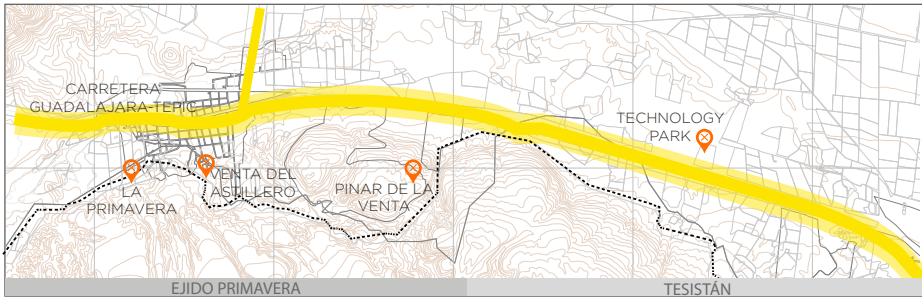 CARRETERA
GUADALAJARA-TEPIC
TECHNOLOGY
PARK
LA
PRIMAVERA
VENTA DEL
ASTILLERO
PINAR DE LA
VENTA
EJIDO PRIMAVERA
TESISTÁN